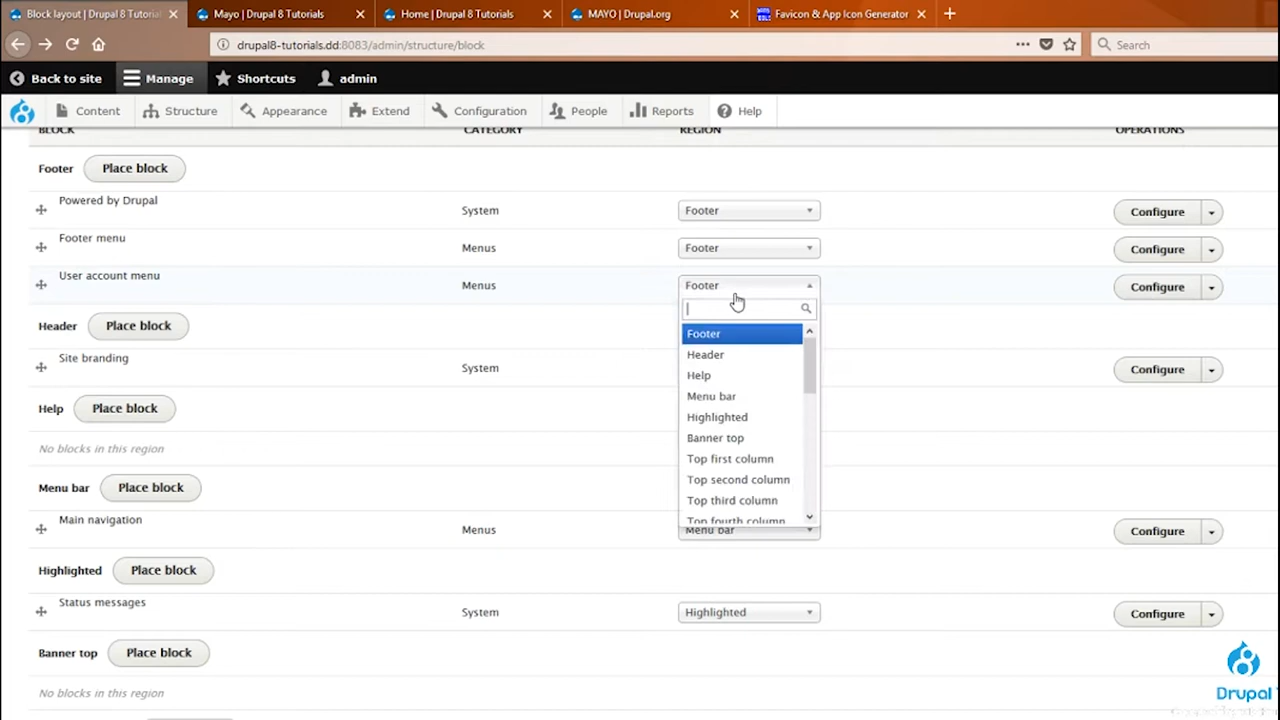 Block layout | Drupal 8 Tutorial
Mayo | Drupal 8 Tutorials
Home | Drupal 8 Tutorials
MAYO | Drupal.org
Favicon & App Icon Generator
drupal8-tutorials.dd:8083/admin/structure/block
Search
Back to site
Manage
Shortcuts
admin
Content
Structure
Appearance
Extend
Configuration
People
Reports
Help
BLOCK
CATEGORY
REGION
OPERATIONS
Footer
Place block
Powered by Drupal
System
Footer
Configure
Footer menu
Menus
Footer
Configure
User account menu
Menus
Footer
Configure
Footer
Header
Help
Menu bar
Highlighted
Banner top
Top first column
Top second column
Top third column
Top fourth column
Header
Place block
Site branding
System
Configure
Help
Place block
No blocks in this region
Menu bar
Place block
Main navigation
Menus
Menu bar
Configure
Highlighted
Place block
Status messages
System
Highlighted
Configure
Banner top
Place block
No blocks in this region
Drupal